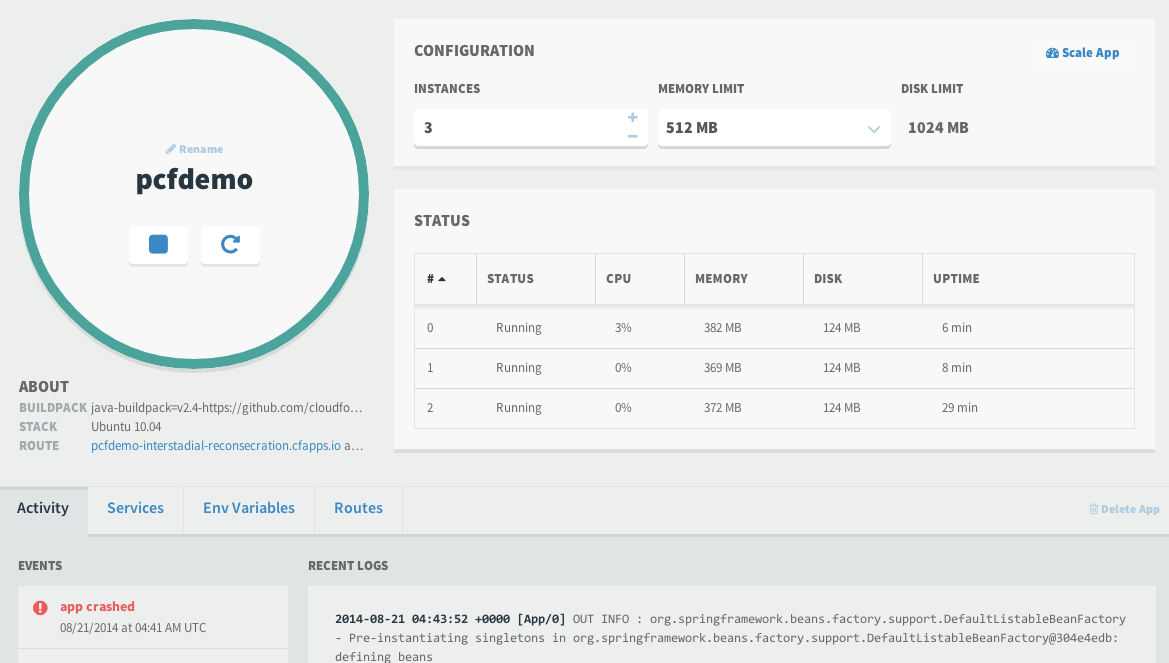 Rename
pcfdemo
ABOUT
BUILDPACK java-buildpack=v2.4-https://github.com/cloudfo...
STACK Ubuntu 10.04
ROUTE pcfdemo-interstadial-reconsecration.cfapps.io a...
CONFIGURATION
Scale App
INSTANCES MEMORY LIMIT DISK LIMIT
3 + − 512 MB 1024 MB
STATUS
# STATUS CPU MEMORY DISK UPTIME
0 Running 3% 382 MB 124 MB 6 min
1 Running 0% 369 MB 124 MB 8 min
2 Running 0% 372 MB 124 MB 29 min
Activity Services Env Variables Routes Delete App
EVENTS
app crashed
08/21/2014 at 04:41 AM UTC
RECENT LOGS
2014-08-21 04:43:52 +0000 [App/0] OUT INFO : org.springframework.beans.factory.support.DefaultListableBeanFactory
- Pre-instantiating singletons in org.springframework.beans.factory.support.DefaultListableBeanFactory@304e4edb:
defining beans